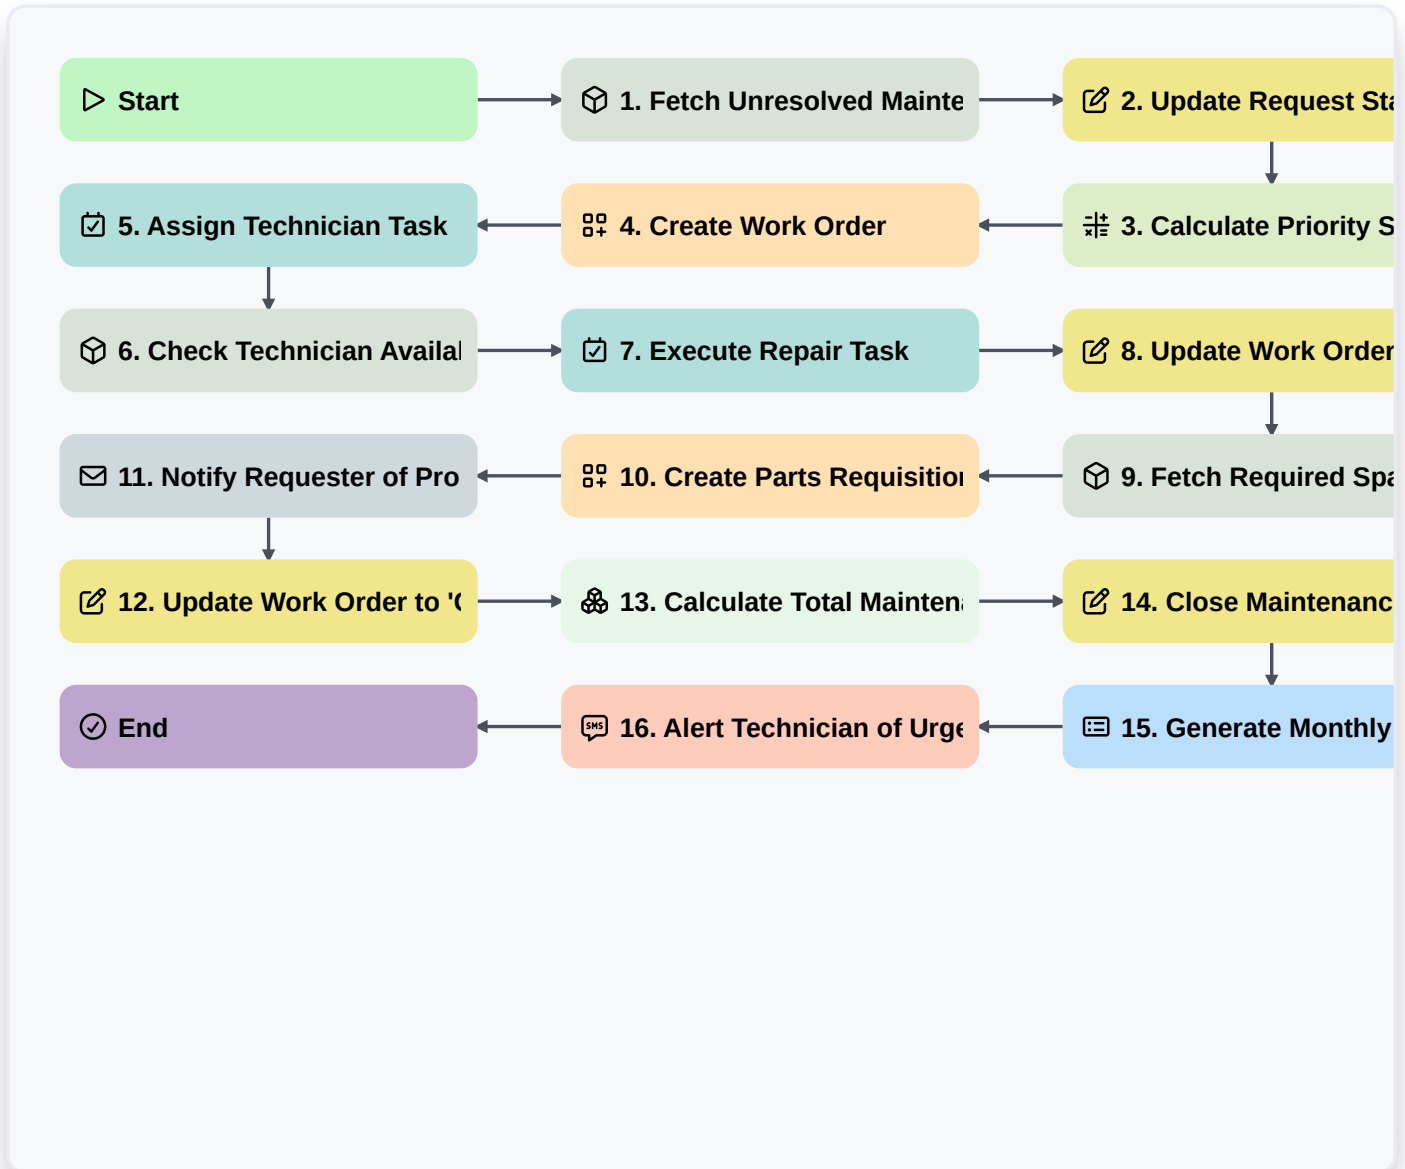 Start
1. Fetch Unresolved Mainte
2. Update Request Sta
5. Assign Technician Task
4. Create Work Order
3. Calculate Priority S
6. Check Technician Availa
7. Execute Repair Task
8. Update Work Order
11. Notify Requester of Pro
10. Create Parts Requisition
9. Fetch Required Spa
12. Update Work Order to '
13. Calculate Total Mainten
14. Close Maintenanc
End
SMS
16. Alert Technician of Urge
15. Generate Monthly